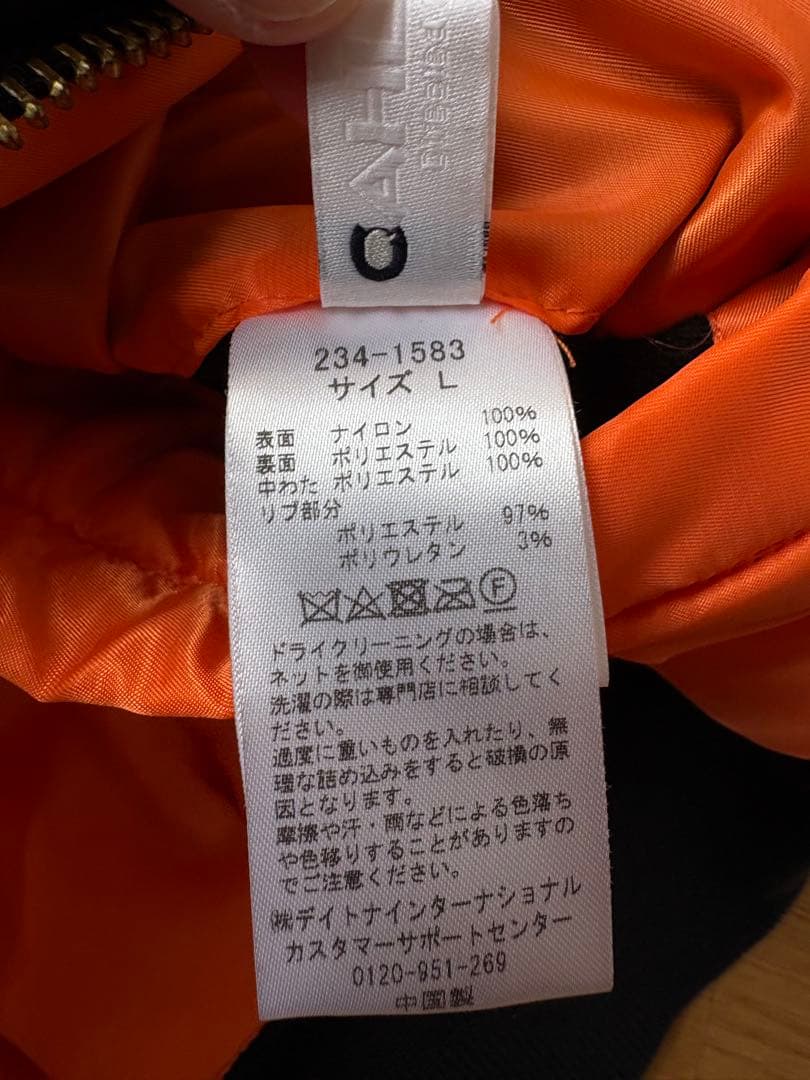 234-1583
サイズ L
表面 ナイロン 100%
裏面 ポリエステル 100%
中わた ポリエステル 100%
リブ部分
ポリエステル 97%
ポリウレタン 3%
F
ドライクリーニングの場合は、
ネットを御使用ください。
洗濯の際は専門店に相談してく
ださい。
過度に重いものを入れたり、無
理な詰め込みをすると破損の原
因となります。
摩擦や汗・雨などによる色落ち
や色移りすることがありますの
でご注意ください。
㈱デイトナインターナショナル
カスタマーサポートセンター
0120-951-269
中国製